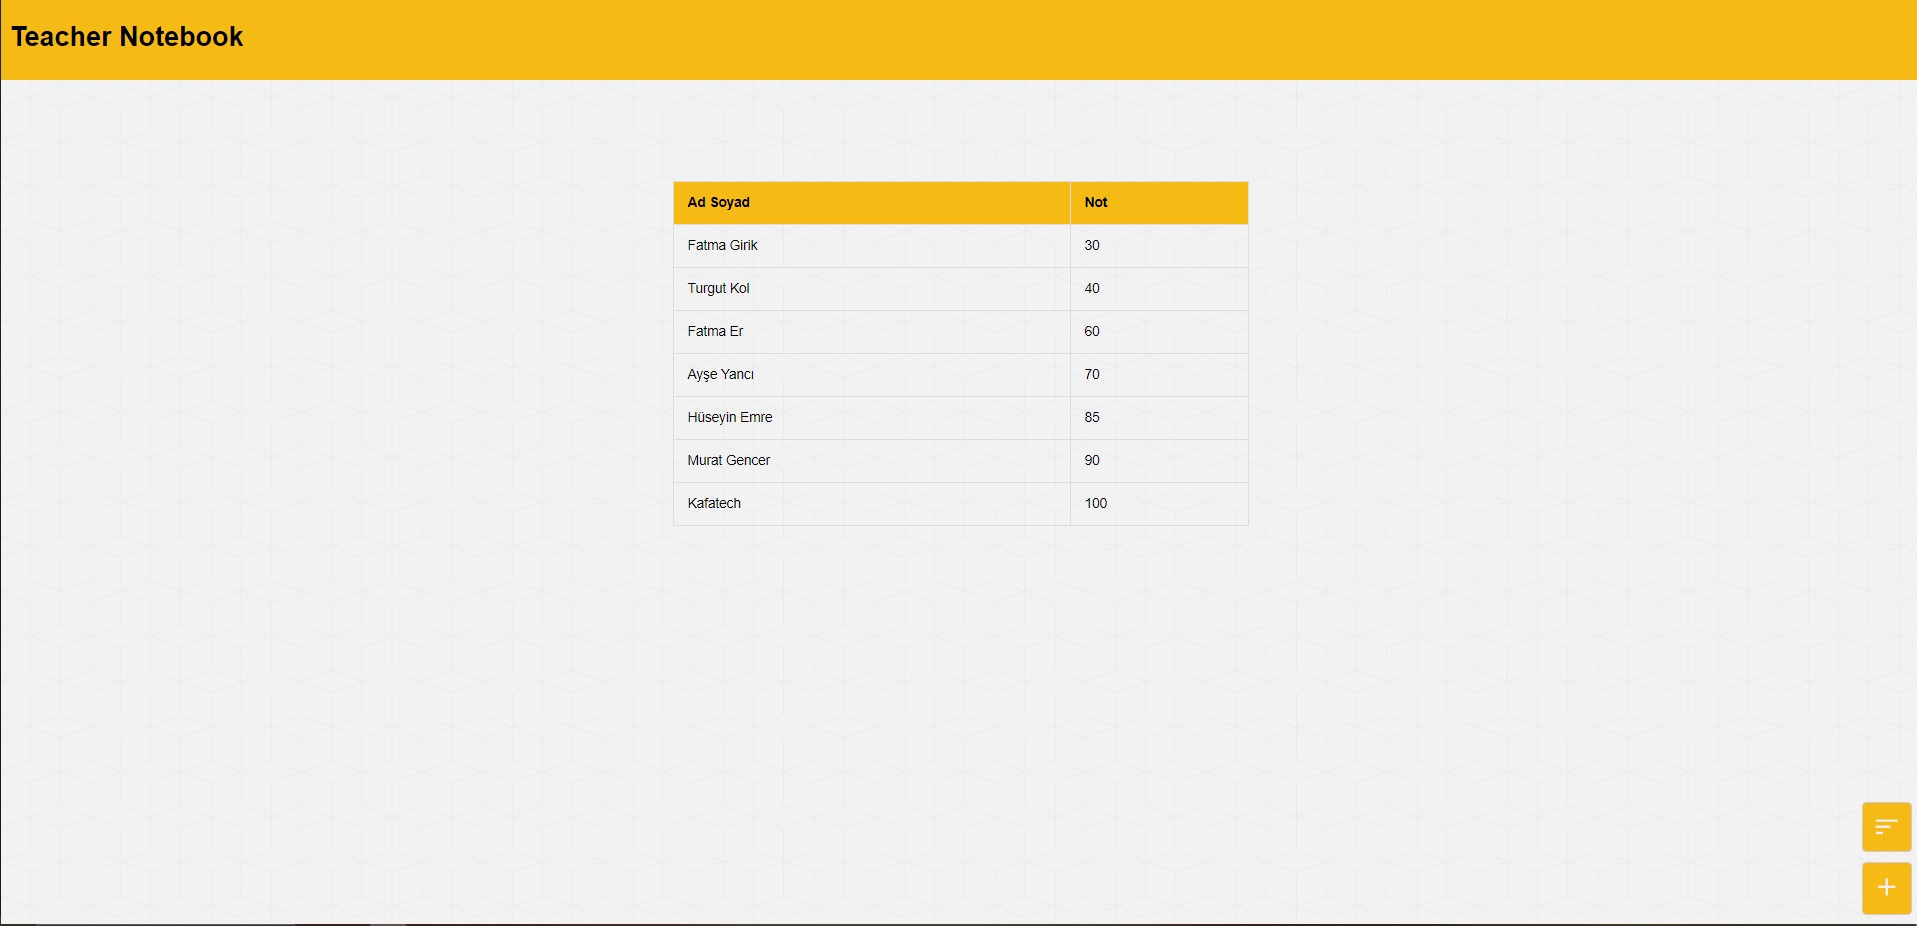 Teacher Notebook
Ad Soyad Not
Fatma Girik 30
Turgut Kol 40
Fatma Er 60
Ayşe Yancı 70
Hüseyin Emre 85
Murat Gencer 90
Kafatech 100